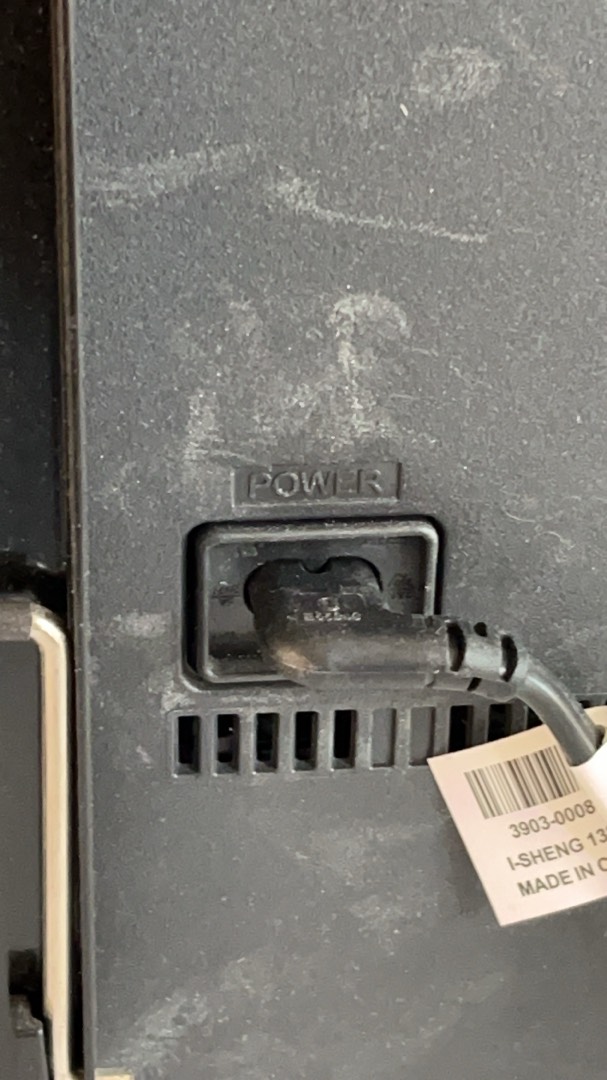 POWER
3903-0008
I-SHENG 13
MADE IN C